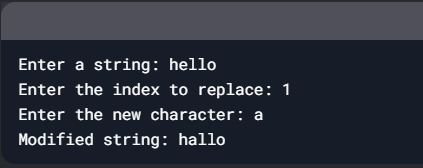 Enter a string: hello
Enter the index to replace: 1
Enter the new character: a
Modified string: hallo